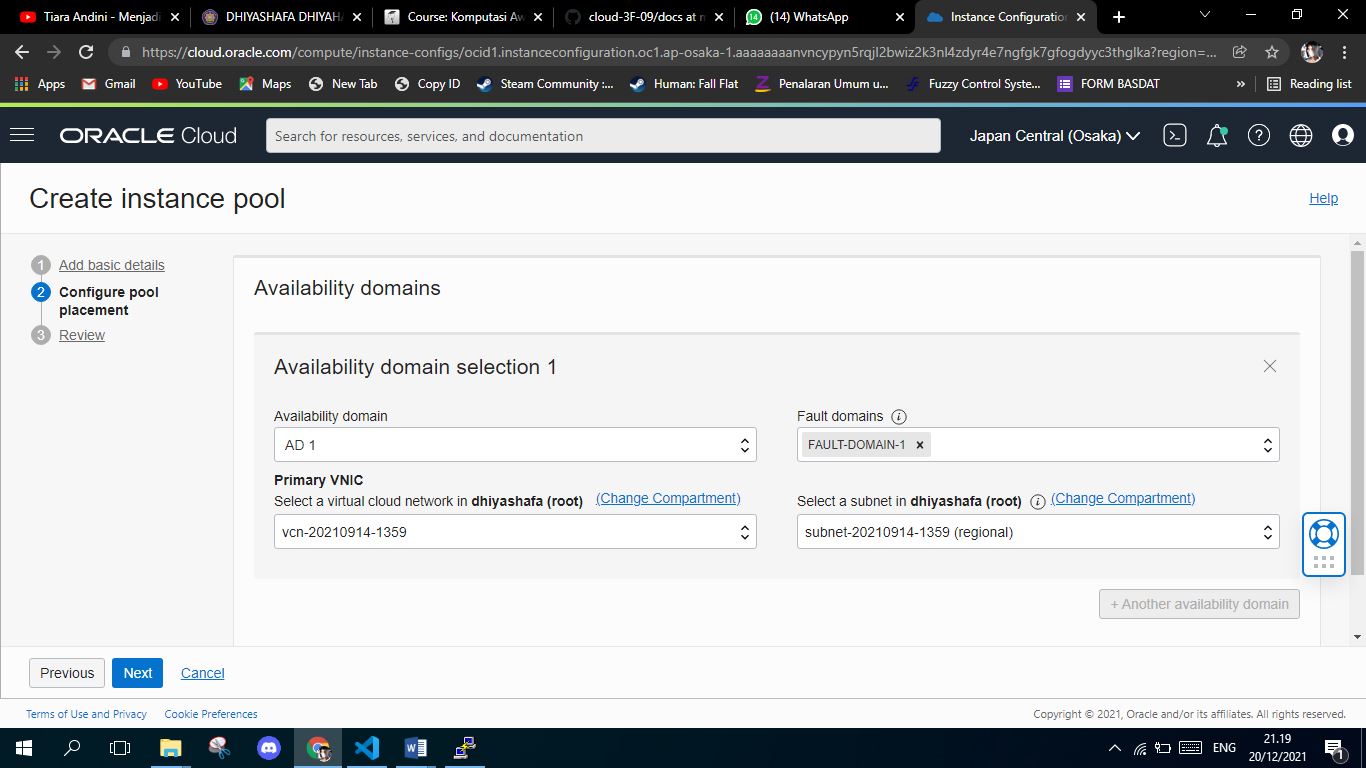 Tiara Andini - Menjad
DHIYASHAFA DHIYAHA
Course: Komputasi Aw
cloud-3F-09/docs at m
(14) WhatsApp
Instance Configuration
https://cloud.oracle.com/compute/instance-configs/ocid1.instanceconfiguration.oc1.ap-osaka-1.aaaaaaaanvncypyn5rqjl2bwiz2k3nl4zdyr4e7ngfgk7gfogdyyc3thglka?region=...
Apps
Gmail
YouTube
Maps
New Tab
Copy ID
Steam Community :...
Human: Fall Flat
Penalaran Umum u...
Fuzzy Control Syste...
FORM BASDAT
»
Reading list
ORACLE Cloud
Search for resources, services, and documentation
Japan Central (Osaka)
Create instance pool
Help
1 Add basic details
2 Configure pool
placement
3 Review
Availability domains
Availability domain selection 1
Availability domain
AD 1
Fault domains
FAULT-DOMAIN-1
Primary VNIC
Select a virtual cloud network in dhiyashafa (root) (Change Compartment)
vcn-20210914-1359
Select a subnet in dhiyashafa (root) (Change Compartment)
subnet-20210914-1359 (regional)
+ Another availability domain
Previous
Next
Cancel
Terms of Use and Privacy
Cookie Preferences
Copyright © 2021, Oracle and/or its affiliates. All rights reserved.
ENG
21.19
20/12/2021
1